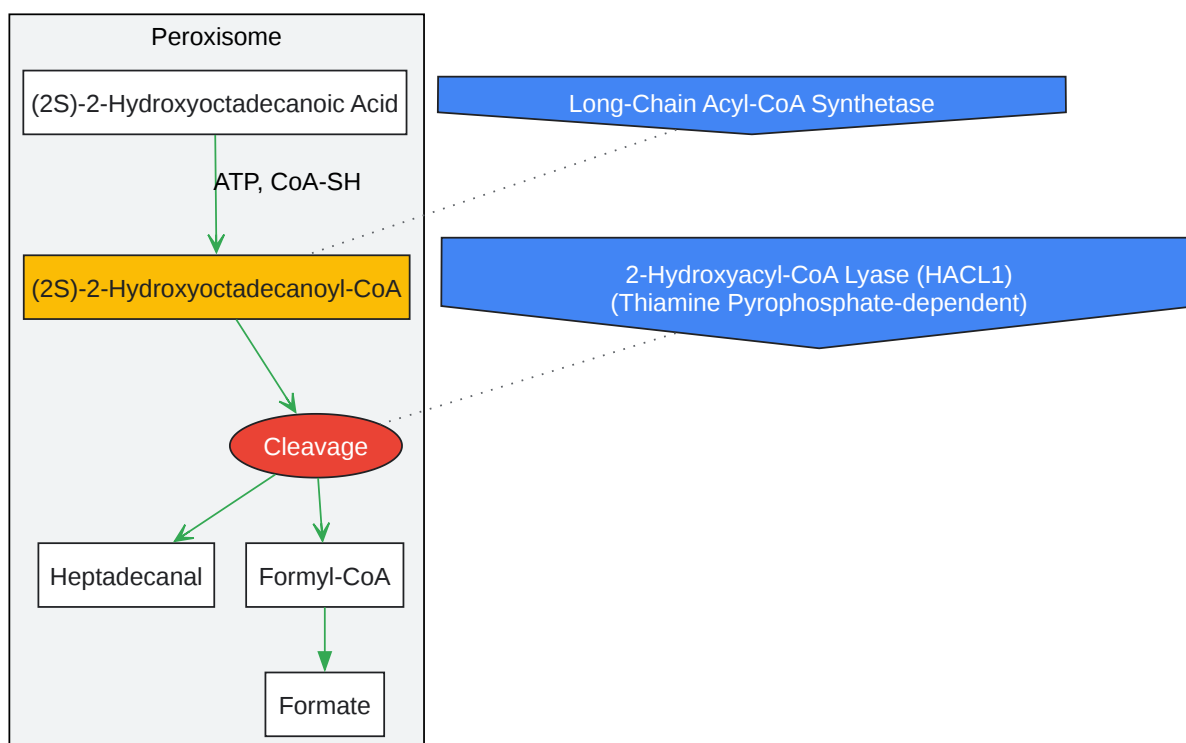 Peroxisome
(2S)-2-Hydroxyoctadecanoic Acid
Long-Chain Acyl-CoA Synthetase
ATP, CoA-SH
(2S)-2-Hydroxyoctadecanoyl-CoA
2-Hydroxyacyl-CoA Lyase (HACL1)
(Thiamine Pyrophosphate-dependent)
Cleavage
Heptadecanal
Formyl-CoA
Formate